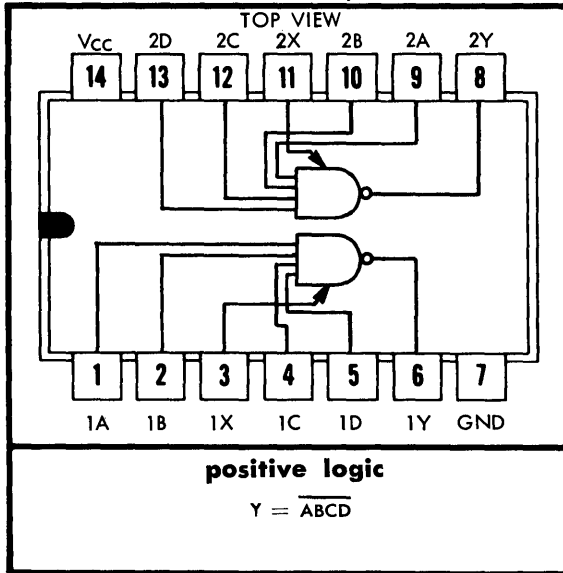 TOP VIEW
VCC 2D 2C 2X 2B 2A 2Y
14 13 12 11 10 9 8
1 2 3 4 5 6 7
1A 1B 1X 1C 1D 1Y GND
positive logic
Y = A̅B̅C̅D̅